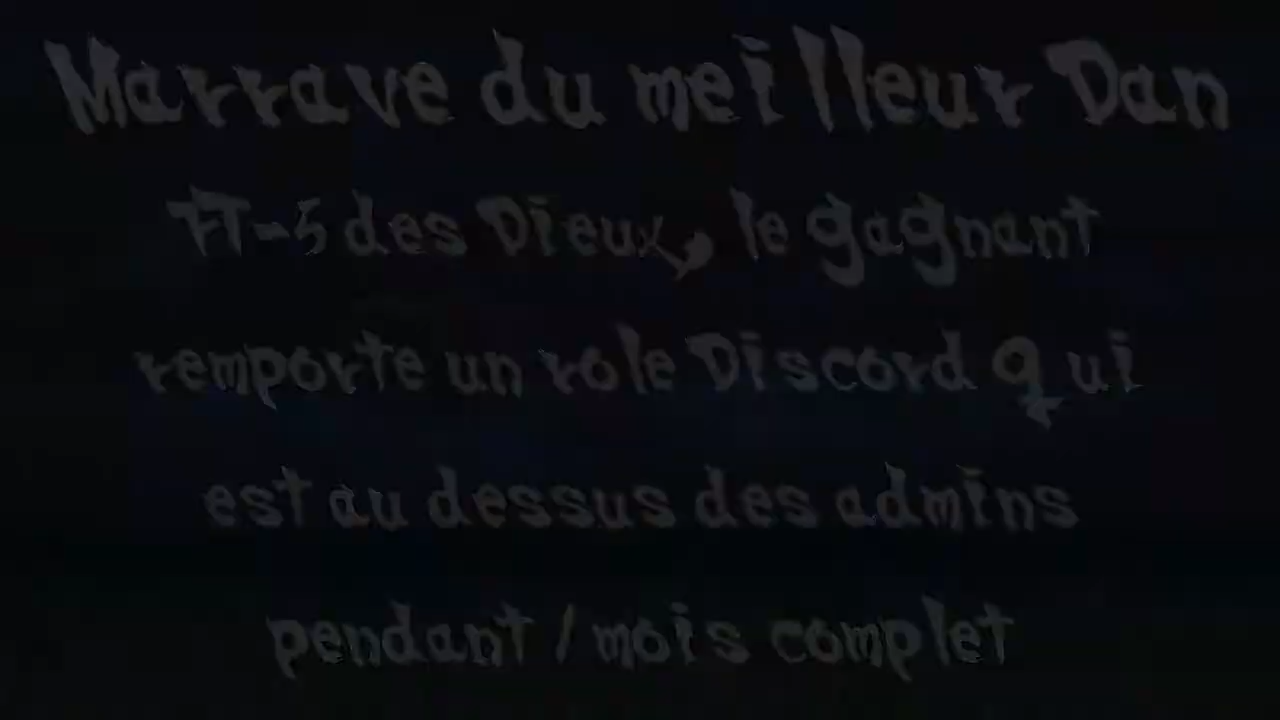 Marrave du meilleur Dan
FT-5 des Dieux, le gagnant
remporte un role Discord qui
est au dessus des admins
pendant 1 mois complet